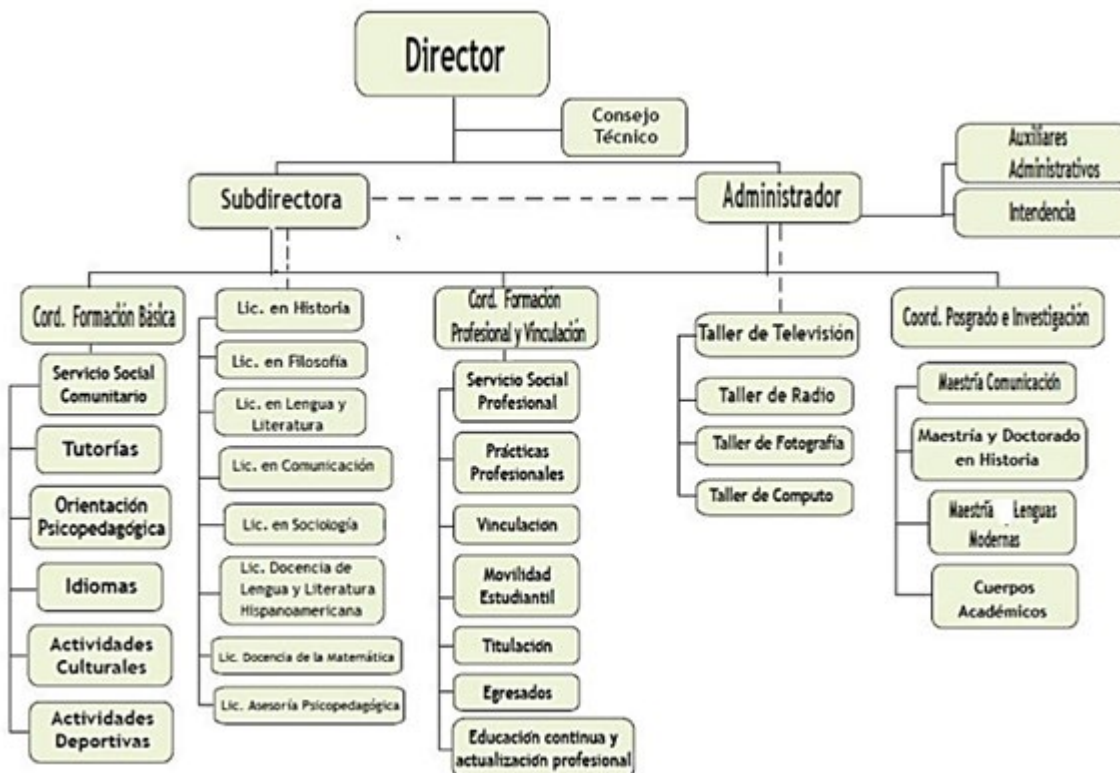 Director
Consejo
Técnico
Auxiliares
Administrativos
Subdirectora
Administrador
Intendencia
Cord. Formación Básica
Servicio Social
Comunitario
Tutorías
Orientación
Psicopedagógica
Idiomas
Actividades
Culturales
Actividades
Deportivas
Lic. en Historia
Lic. en Filosofía
Lic. en Lengua y
Literatura
Lic. en Comunicación
Lic. en Sociología
Lic. Docencia de
Lengua y Literatura
Hispanoamericana
Lic. Docencia de la Matemática
Lic. Asesoría Psicopedagógica
Cord. Formación
Profesional y Vinculación
Servicio Social
Profesional
Prácticas
Profesionales
Vinculación
Movilidad
Estudiantil
Titulación
Egresados
Educación continua y
actualización profesional
Taller de Televisión
Taller de Radio
Taller de Fotografía
Taller de Computo
Coord. Posgrado e Investigación
Maestría Comunicación
Maestría y Doctorado
en Historia
Maestría Lenguas
Modernas
Cuerpos
Académicos